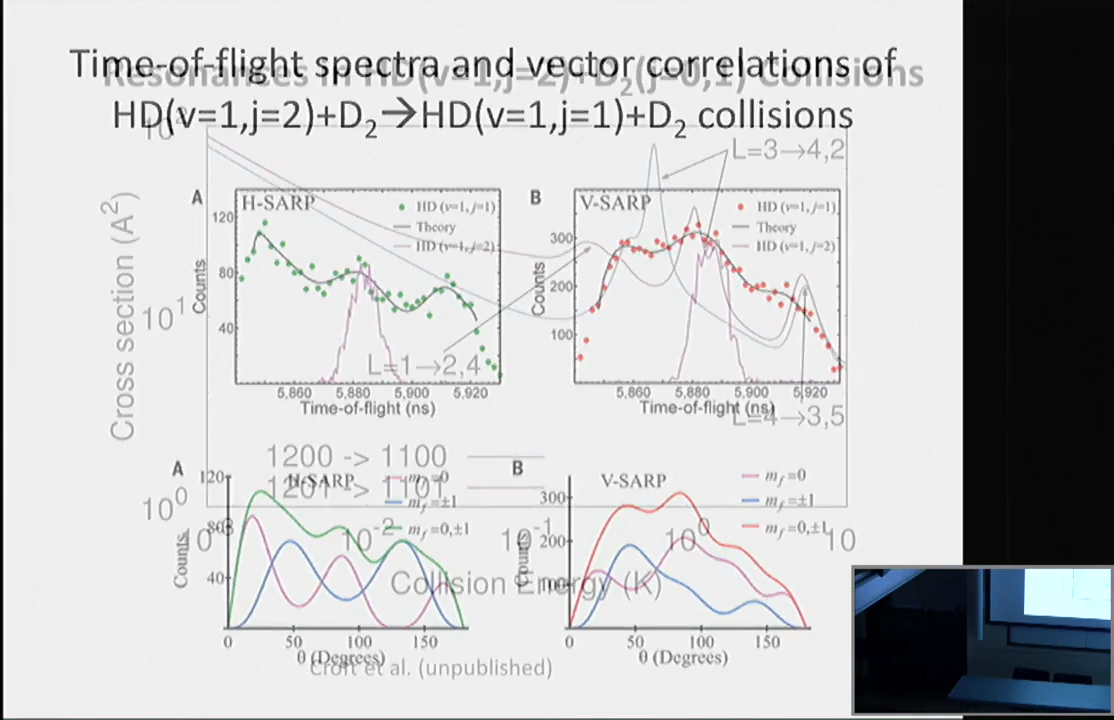 Time-of-flight spectra and vector correlations of
Resonances in HD(v=1,j=2)+D2(j=0,1) Collisions
HD(v=1,j=2)+D2→HD(v=1,j=1)+D2 collisions
10
L=3→4,2
A
H-SARP
HD (v=1, j=1)
Theory
HD (v=1, j=2)
120
80
40
Counts
5,860 5,880 5,900 5,920
Time-of-flight (ns)
B
V-SARP
HD (v=1, j=1)
Theory
HD (v=1, j=2)
300
200
100
Counts
5,860 5,880 5,900 5,920
Time-of-flight (ns)
Cross section (A2)
10^1
L=1→2,4
L=4→3,5
1200 -> 1100
1201 -> 1101
10^0
10^-2 10^-1 10^0 10
Collision Energy (K)
A
H-SARP
mf=0
mf=±1
mf=0,±1
120
80
40
Counts
0 50 100 150
θ (Degrees)
B
V-SARP
mf=0
mf=±1
mf=0,±1
300
200
100
0 50 100 150
θ (Degrees)
Croft et al. (unpublished)